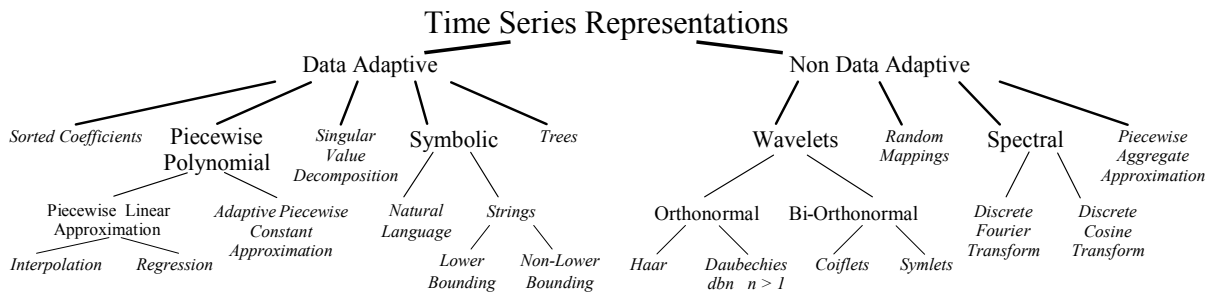 Time Series Representations
Data Adaptive
Non Data Adaptive
Sorted Coefficients
Piecewise
Polynomial
Singular
Value
Decomposition
Symbolic
Trees
Wavelets
Random
Mappings
Spectral
Piecewise
Aggregate
Approximation
Piecewise Linear
Approximation
Adaptive Piecewise
Constant
Approximation
Natural
Language
Strings
Orthonormal
Bi-Orthonormal
Discrete
Fourier
Transform
Discrete
Cosine
Transform
Interpolation
Regression
Lower
Bounding
Non-Lower
Bounding
Haar
Daubechies
dbn n > 1
Coiflets
Symlets